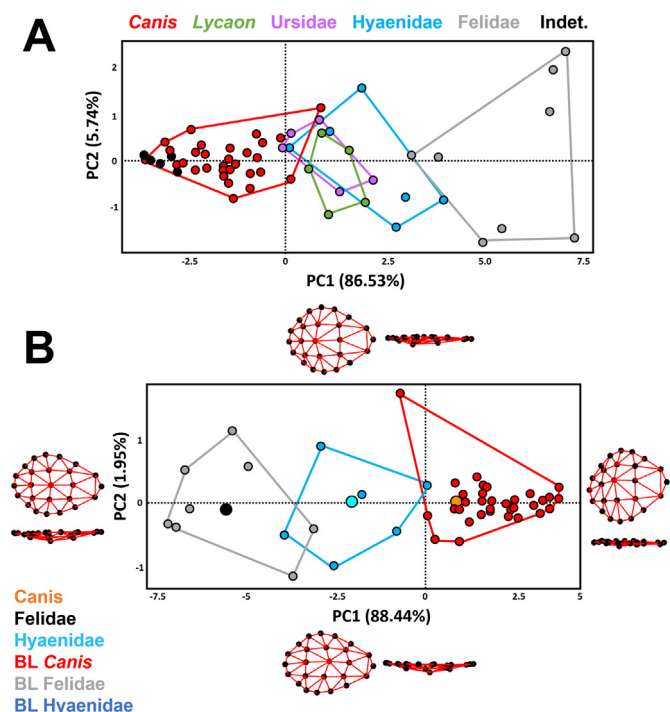 A
Canis Lycaon Ursidae Hyaenidae Felidae Indet.
PC2 (5.74%)
2
1
0
-1
-2.5 0 2.5 5.0 7.5
PC1 (86.53%)
B
PC2 (1.95%)
1
0
-1
-7.5 -5 -2.5 0 2.5 5
PC1 (88.44%)
Canis
Felidae
Hyaenidae
BL Canis
BL Felidae
BL Hyaenidae